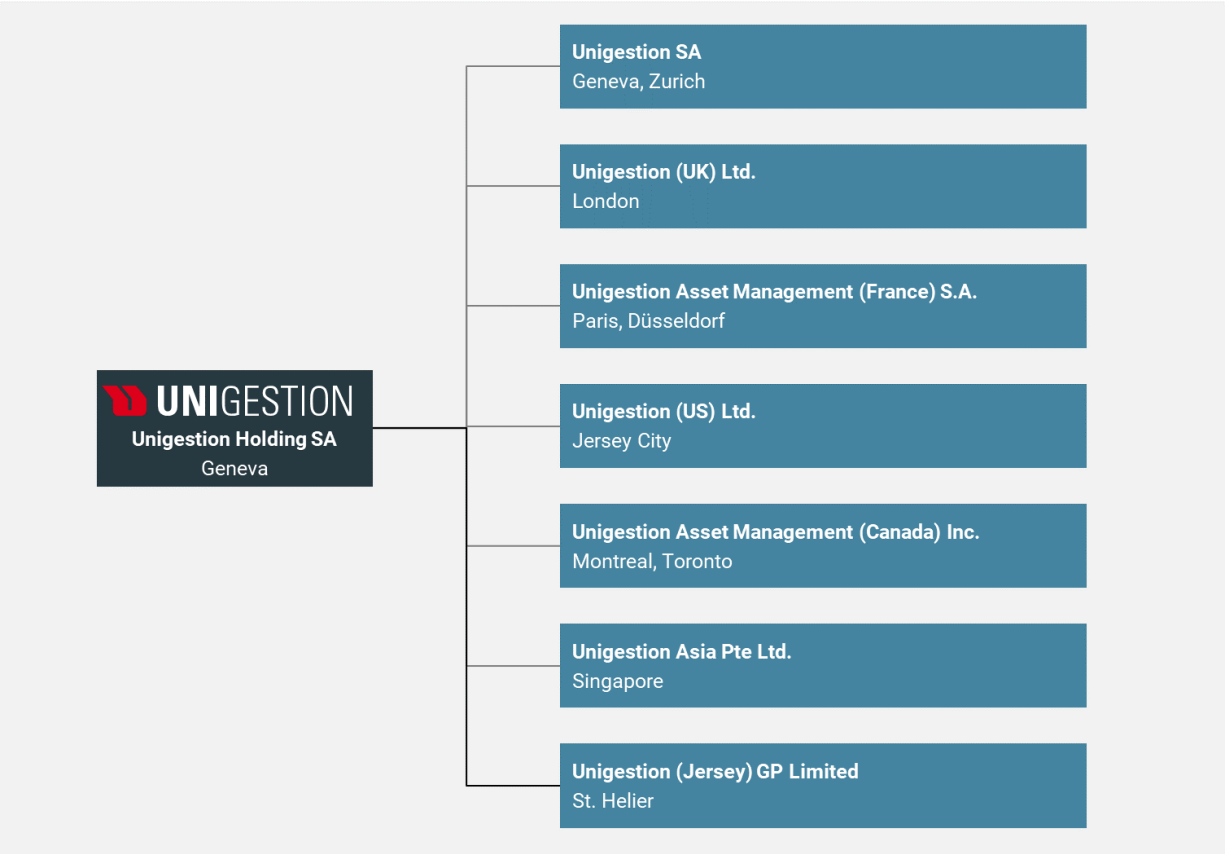 UNIGESTION
Unigestion Holding SA
Geneva
Unigestion SA
Geneva, Zurich
Unigestion (UK) Ltd.
London
Unigestion Asset Management (France) S.A.
Paris, Düsseldorf
Unigestion (US) Ltd.
Jersey City
Unigestion Asset Management (Canada) Inc.
Montreal, Toronto
Unigestion Asia Pte Ltd.
Singapore
Unigestion (Jersey) GP Limited
St. Helier